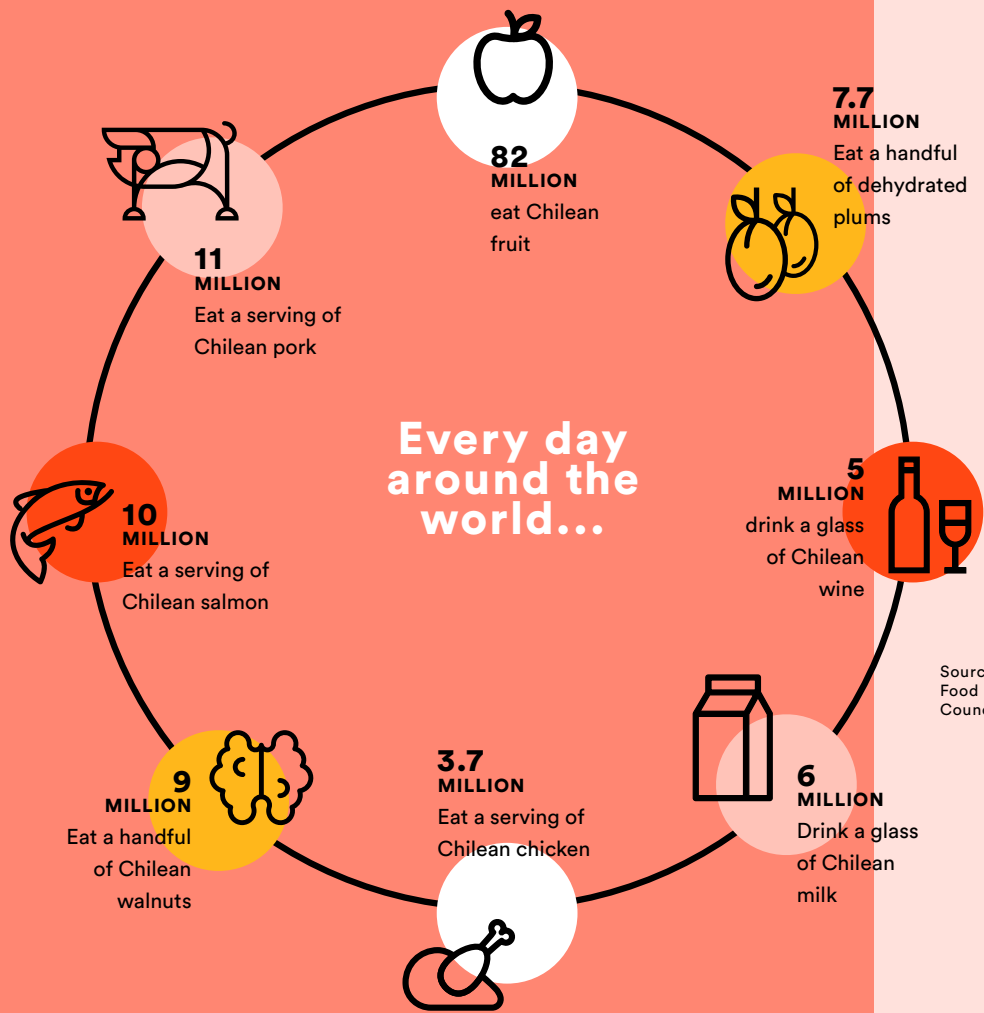 82
MILLION
eat Chilean
fruit
7.7
MILLION
Eat a handful
of dehydrated
plums
11
MILLION
Eat a serving of
Chilean pork
Every day
around the
world...
5
MILLION
drink a glass
of Chilean
wine
10
MILLION
Eat a serving of
Chilean salmon
Food
6
MILLION
Drink a glass
of Chilean
milk
3.7
MILLION
Eat a serving of
Chilean chicken
9
MILLION
Eat a handful
of Chilean
walnuts